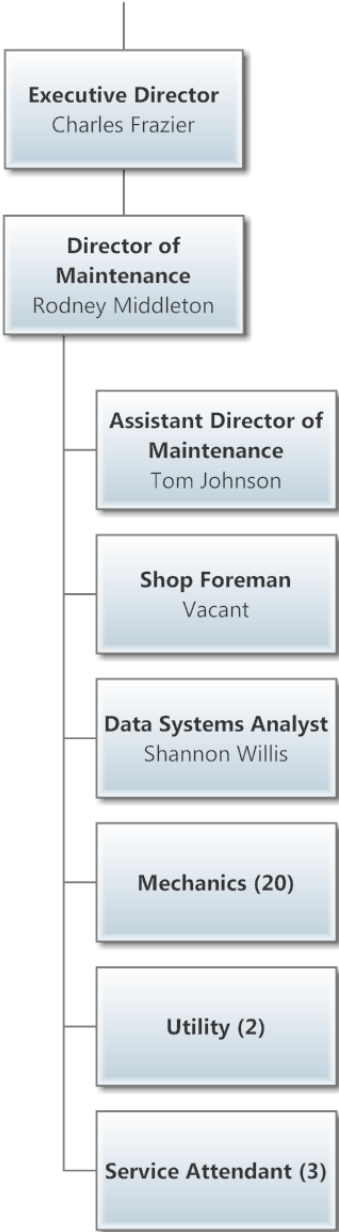 Executive Director
Charles Frazier
Director of
Maintenance
Rodney Middleton
Assistant Director of
Maintenance
Tom Johnson
Shop Foreman
Vacant
Data Systems Analyst
Shannon Willis
Mechanics (20)
Utility (2)
Service Attendant (3)